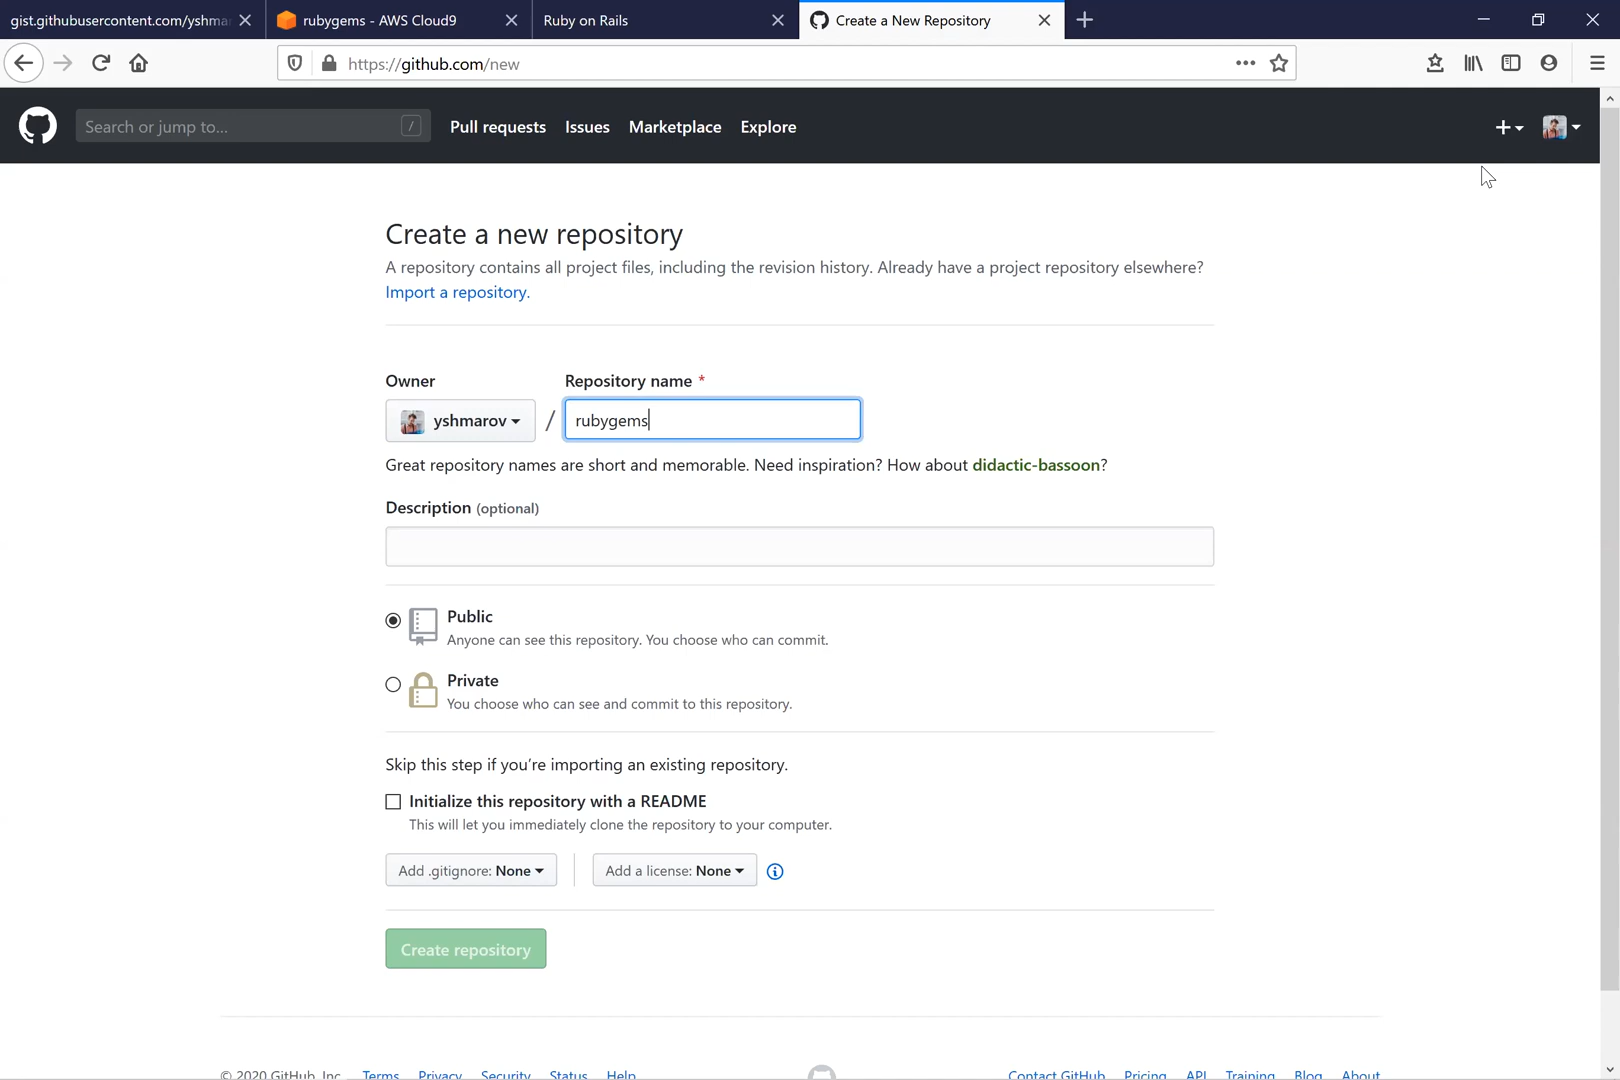 gist.githubusercontent.com/yshma
rubygems - AWS Cloud9
Ruby on Rails
Create a New Repository
https://github.com/new
Search or jump to...
/
Pull requests
Issues
Marketplace
Explore
Create a new repository
A repository contains all project files, including the revision history. Already have a project repository elsewhere?
Import a repository.
Owner
Repository name *
yshmarov
/
rubygems
Great repository names are short and memorable. Need inspiration? How about didactic-bassoon?
Description (optional)
Public
Anyone can see this repository. You choose who can commit.
Private
You choose who can see and commit to this repository.
Skip this step if you're importing an existing repository.
Initialize this repository with a README
This will let you immediately clone the repository to your computer.
Add .gitignore: None
Add a license: None
Create repository
© 2020 GitHub, Inc.
Terms
Privacy
Security
Status
Help
Contact GitHub
Pricing
API
Training
Blog
About